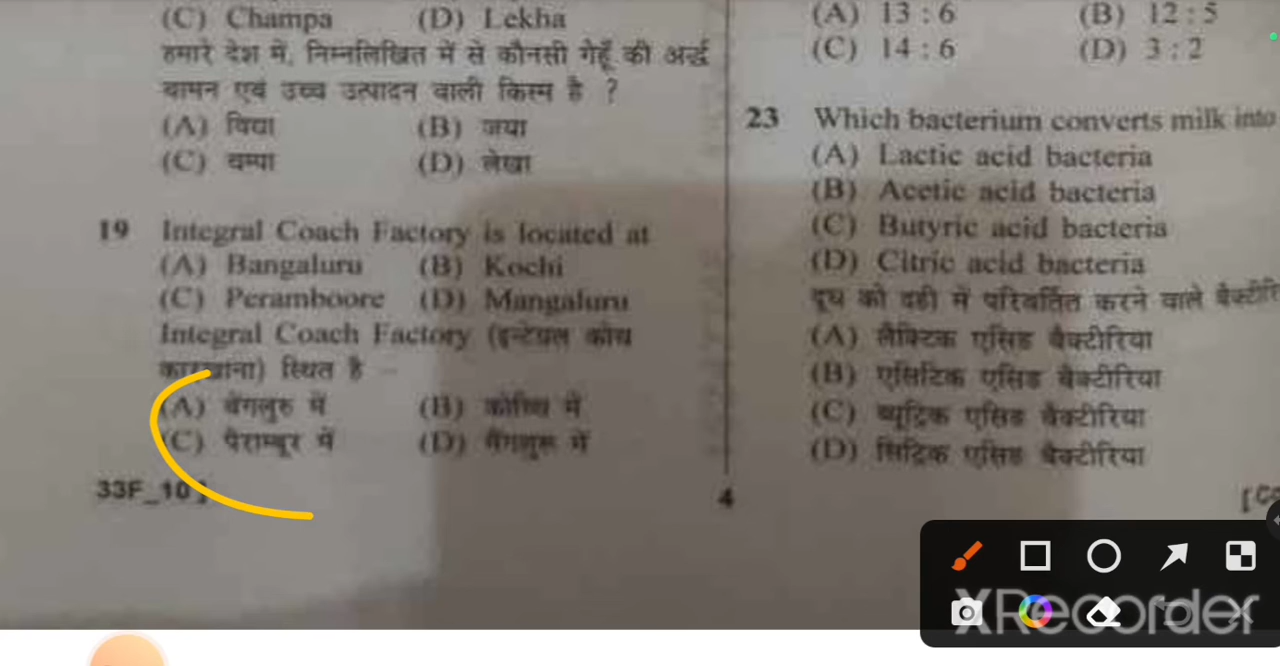 (C) Champa (D) Lekha
हमारे देश में, निम्नलिखित में से कौनसी गेहूँ की अर्द्ध
वामन एवं उच्च उत्पादन वाली किस्म है ?
(A) विद्या (B) जया
(C) चम्पा (D) लेखा
19 Integral Coach Factory is located at
(A) Bangaluru (B) Kochi
(C) Peramboore (D) Mangaluru
Integral Coach Factory (इन्टेग्रल कोच
कारखाना) स्थित है –
(A) बेंगलुरु में (B) कोच्चि में
(C) पैराम्बूर में (D) मैंगलुरू में
33F_10]
4
(A) 13 : 6 (B) 12 : 5
(C) 14 : 6 (D) 3 : 2
23 Which bacterium converts milk into
(A) Lactic acid bacteria
(B) Acetic acid bacteria
(C) Butyric acid bacteria
(D) Citric acid bacteria
दूध को दही में परिवर्तित करने वाले
(A) लैक्टिक एसिड बैक्टीरिया
(B) एसिटिक एसिड बैक्टीरिया
(C) ब्यूट्रिक एसिड बैक्टीरिया
(D) सिट्रिक एसिड बैक्टीरिया
XRecorder